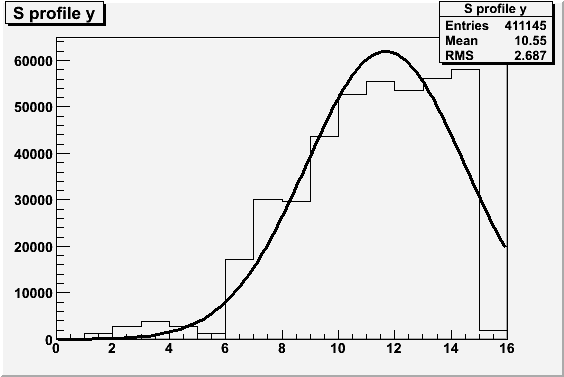 S profile y
S profile y
Entries 411145
Mean 10.55
RMS 2.687
60000
50000
40000
30000
20000
10000
0
0 2 4 6 8 10 12 14 16